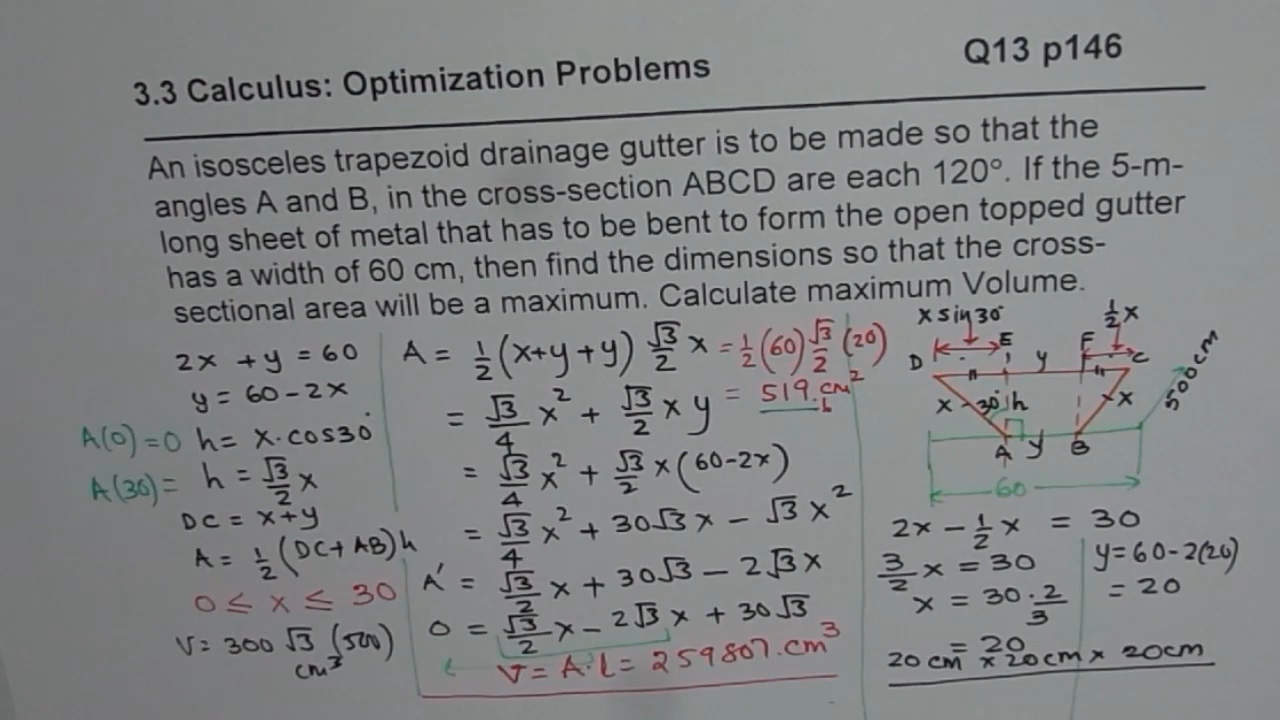 3.3 Calculus: Optimization Problems
Q13 p146
An isosceles trapezoid drainage gutter is to be made so that the
angles A and B, in the cross-section ABCD are each 120°. If the 5-m-
long sheet of metal that has to be bent to form the open topped gutter
has a width of 60 cm, then find the dimensions so that the cross-
sectional area will be a maximum. Calculate maximum Volume.
2x + y = 60
y = 60 - 2x
A(0) = 0
h = x · cos30°
A(30) =
h = √3/2 x
DC = x + y
A = 1/2 (DC + AB) h
0 ≤ x ≤ 30
V = 300 √3 (500)
cm³
A = 1/2 (x+y+y) √3/2 x = 1/2 (60) √3/2 (20)
= √3/4 x² + √3/2 x y = 519.6 cm²
= √3/4 x² + √3/2 x (60-2x)
= √3/4 x² + 30√3 x - √3 x²
A' = √3/2 x + 30√3 - 2√3 x
0 = √3/2 x - 2√3 x + 30√3
V = A·l = 259807.cm³
x sin30°
1/2 x
D
E
y
F
C
500cm
x
30°
h
x
A
y
B
60
2x - 1/2 x = 30
3/2 x = 30
x = 30 · 2/3
= 20
y = 60 - 2(20)
= 20
20 cm × 20cm × 20cm